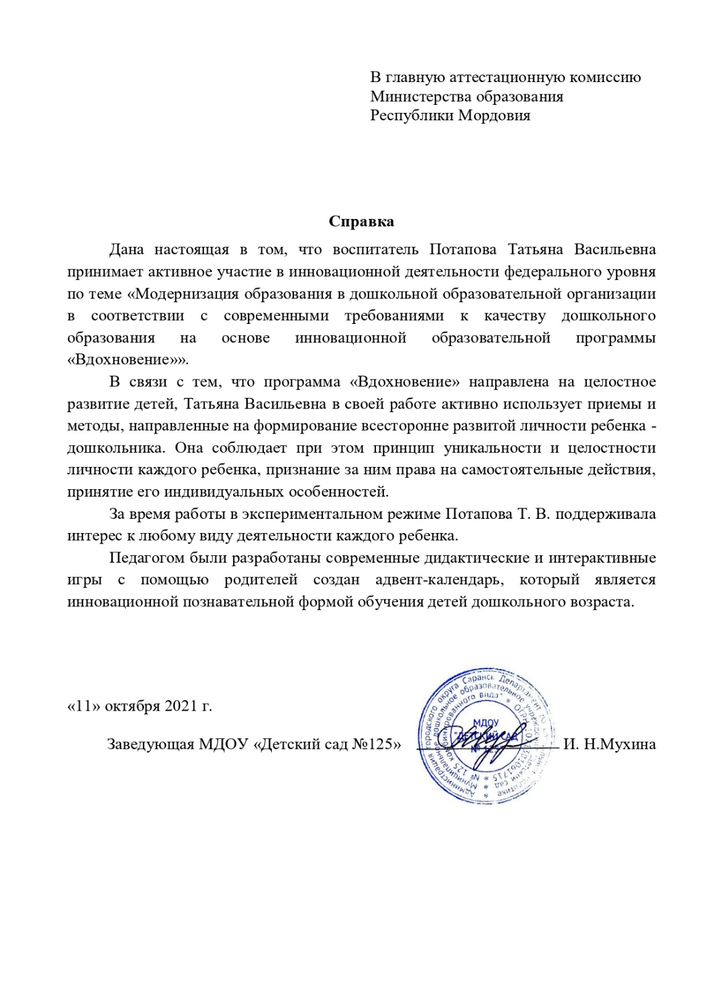 В главную аттестационную комиссию
Министерства образования
Республики Мордовия
Справка
Дана настоящая в том, что воспитатель Потапова Татьяна Васильевна
принимает активное участие в инновационной деятельности федерального уровня
по теме «Модернизация образования в дошкольной образовательной организации
в соответствии с современными требованиями к качеству дошкольного
образования на основе инновационной образовательной программы
«Вдохновение»».
В связи с тем, что программа «Вдохновение» направлена на целостное
развитие детей, Татьяна Васильевна в своей работе активно использует приемы и
методы, направленные на формирование всесторонне развитой личности ребенка -
дошкольника. Она соблюдает при этом принцип уникальности и целостности
личности каждого ребенка, признание за ним права на самостоятельные действия,
принятие его индивидуальных особенностей.
За время работы в экспериментальном режиме Потапова Т. В. поддерживала
интерес к любому виду деятельности каждого ребенка.
Педагогом были разработаны современные дидактические и интерактивные
игры с помощью родителей создан адвент-календарь, который является
инновационной познавательной формой обучения детей дошкольного возраста.
«11» октября 2021 г.
Заведующая МДОУ «Детский сад №125» И. Н.Мухина
Администрация городского округа Саранск Департамент
Муниципальное дошкольное образовательное учреждение "Детский сад
№ 125 комбинированного вида" * ОГРН
МДОУ
"ДЕТСКИЙ САД
№ 125"